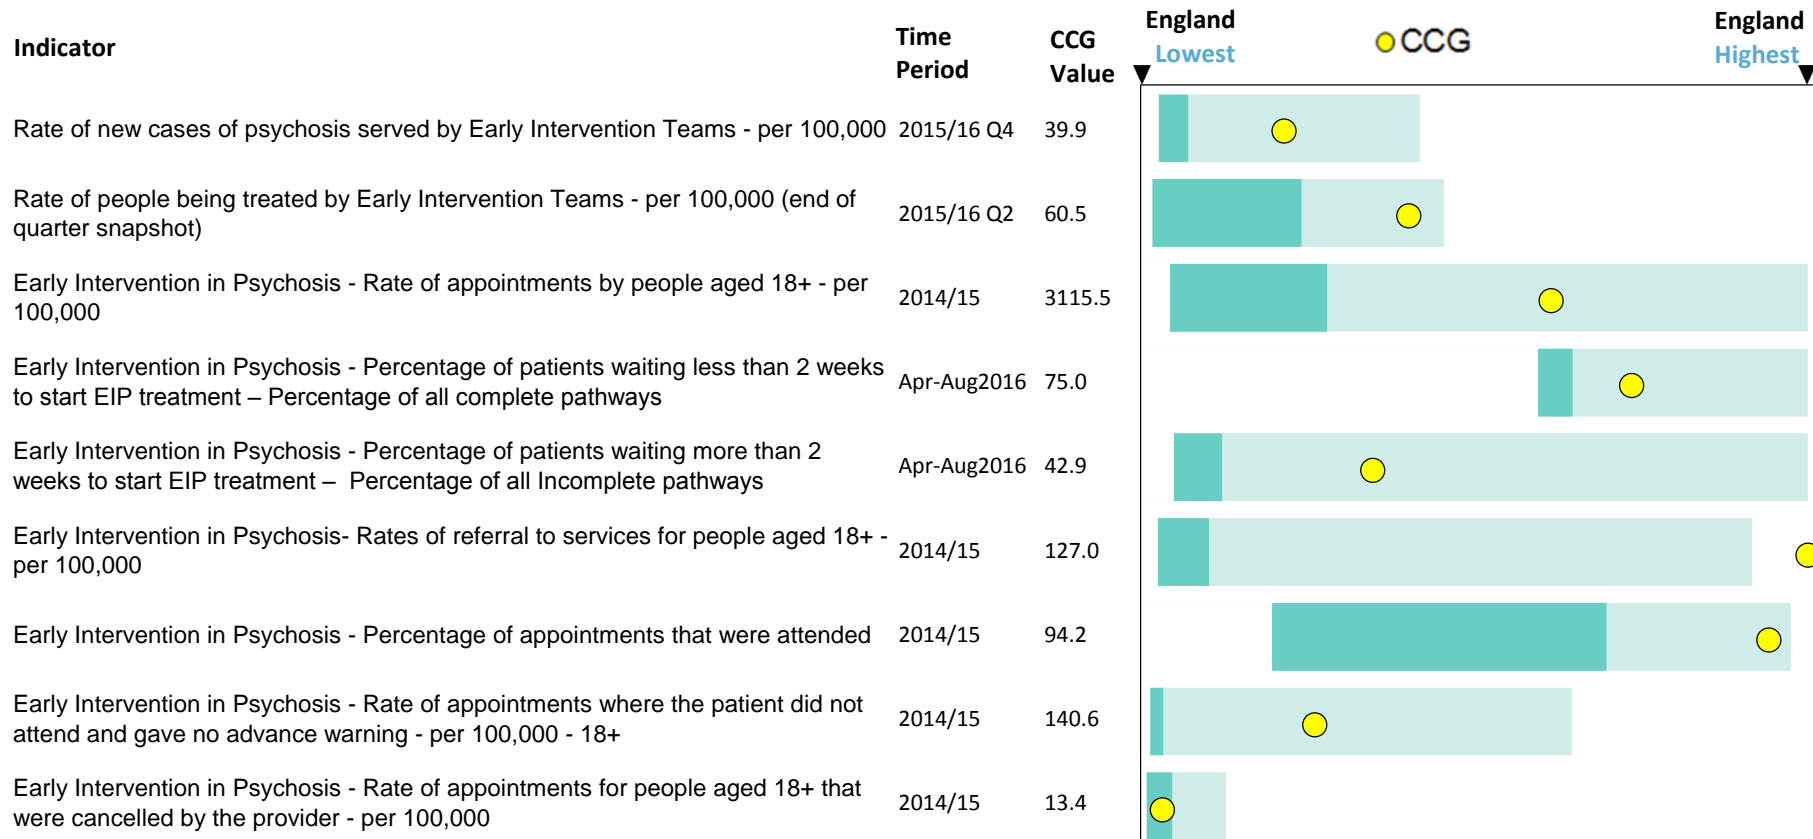 Indicator
Time Period
CCG Value
England Lowest
CCG
England Highest
Rate of new cases of psychosis served by Early Intervention Teams - per 100,000 2015/16 Q4 39.9
Rate of people being treated by Early Intervention Teams - per 100,000 (end of
quarter snapshot)
2015/16 Q2 60.5
Early Intervention in Psychosis - Rate of appointments by people aged 18+ - per
100,000
2014/15 3115.5
Early Intervention in Psychosis - Percentage of patients waiting less than 2 weeks
to start EIP treatment – Percentage of all complete pathways
Apr-Aug2016 75.0
Early Intervention in Psychosis - Percentage of patients waiting more than 2
weeks to start EIP treatment – Percentage of all Incomplete pathways
Apr-Aug2016 42.9
Early Intervention in Psychosis- Rates of referral to services for people aged 18+ -
per 100,000
2014/15 127.0
Early Intervention in Psychosis - Percentage of appointments that were attended 2014/15 94.2
Early Intervention in Psychosis - Rate of appointments where the patient did not
attend and gave no advance warning - per 100,000 - 18+
2014/15 140.6
Early Intervention in Psychosis - Rate of appointments for people aged 18+ that
were cancelled by the provider - per 100,000
2014/15 13.4